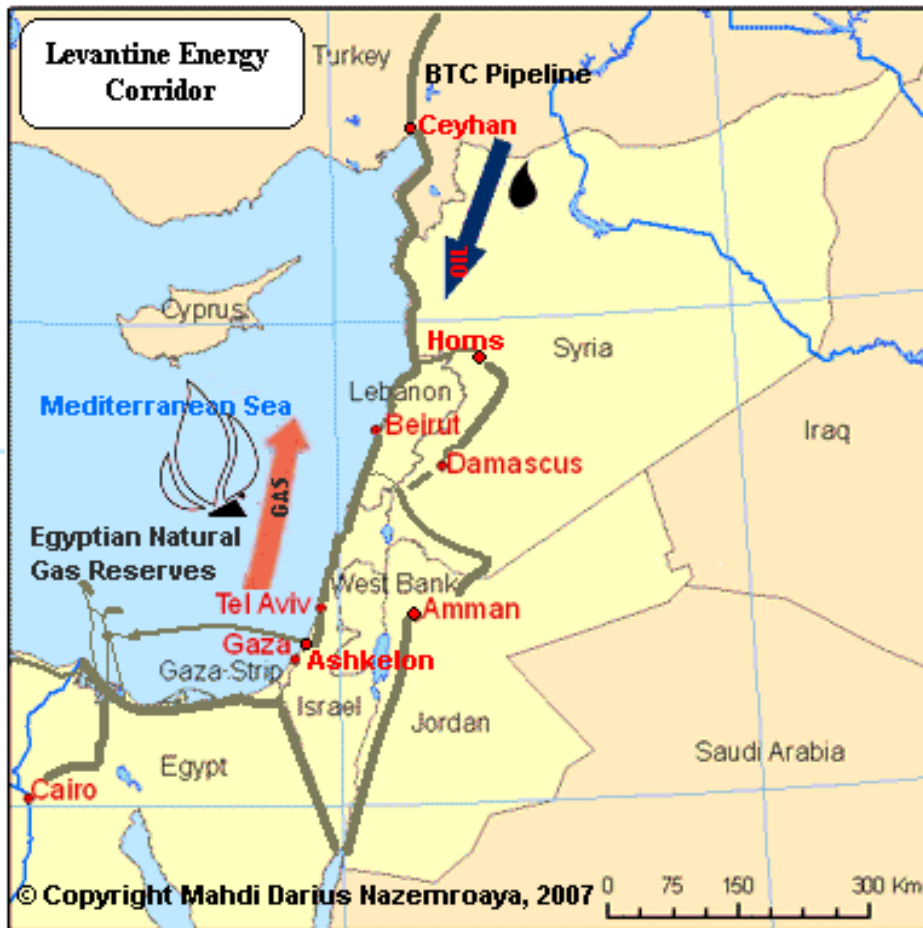 Levantine Energy
Corridor
Turkey
BTC Pipeline
Ceyhan
OIL
Cyprus
Homs
Syria
Lebanon
Mediterranean Sea
Beirut
Iraq
Damascus
GAS
Egyptian Natural
Gas Reserves
West Bank
Tel Aviv
Amman
Gaza
Ashkelon
Gaza-Strip
Israel
Jordan
Egypt
Saudi Arabia
Cairo
© Copyright Mahdi Darius Nazemroaya, 2007
0 75 150 300 Km